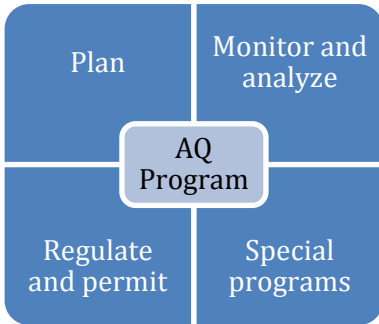 Plan
Monitor and
analyze
AQ
Program
Regulate
and permit
Special
programs